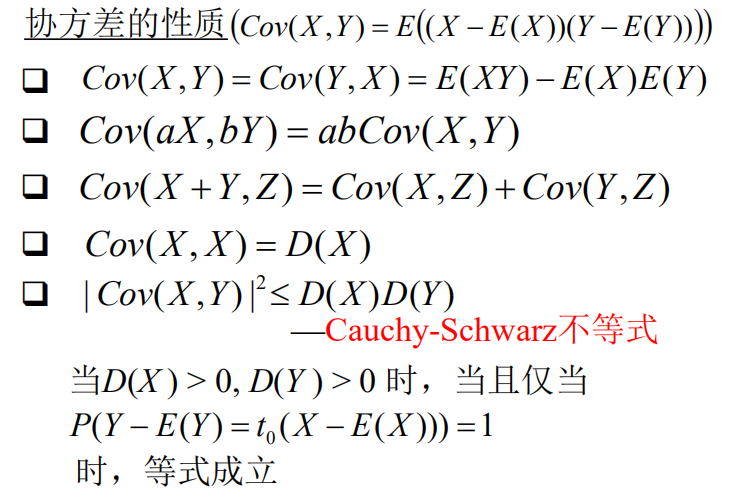 协方差的性质(Cov(X,Y)=E((X−E(X))(Y−E(Y))))
❑ Cov(X,Y)=Cov(Y,X)=E(XY)−E(X)E(Y)
❑ Cov(aX,bY)=abCov(X,Y)
❑ Cov(X+Y,Z)=Cov(X,Z)+Cov(Y,Z)
❑ Cov(X,X)=D(X)
❑ |Cov(X,Y)|²≤D(X)D(Y)
—Cauchy-Schwarz不等式
当D(X)>0,D(Y)>0时，当且仅当
P(Y−E(Y)=t₀(X−E(X)))=1
时，等式成立